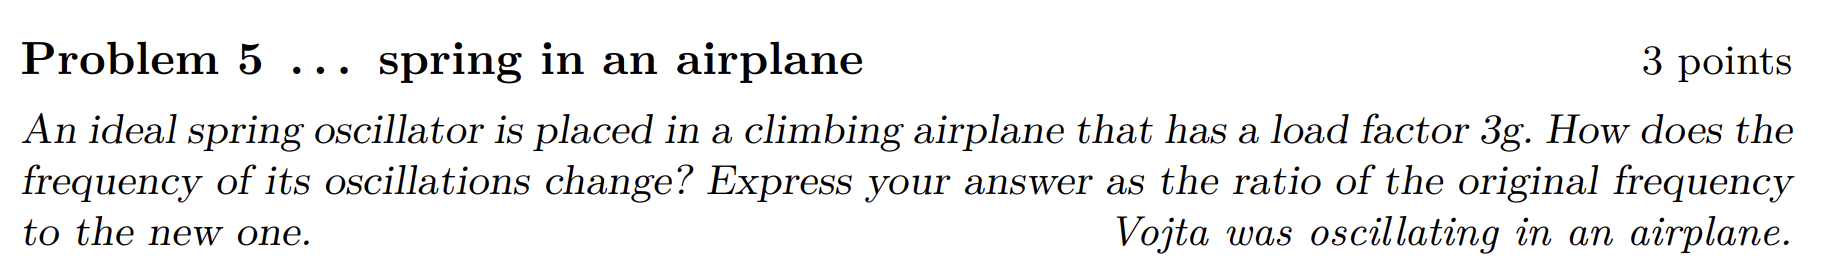 Problem 5 ... spring in an airplane 3 points
An ideal spring oscillator is placed in a climbing airplane that has a load factor 3g. How does the
frequency of its oscillations change? Express your answer as the ratio of the original frequency
to the new one. Vojta was oscillating in an airplane.